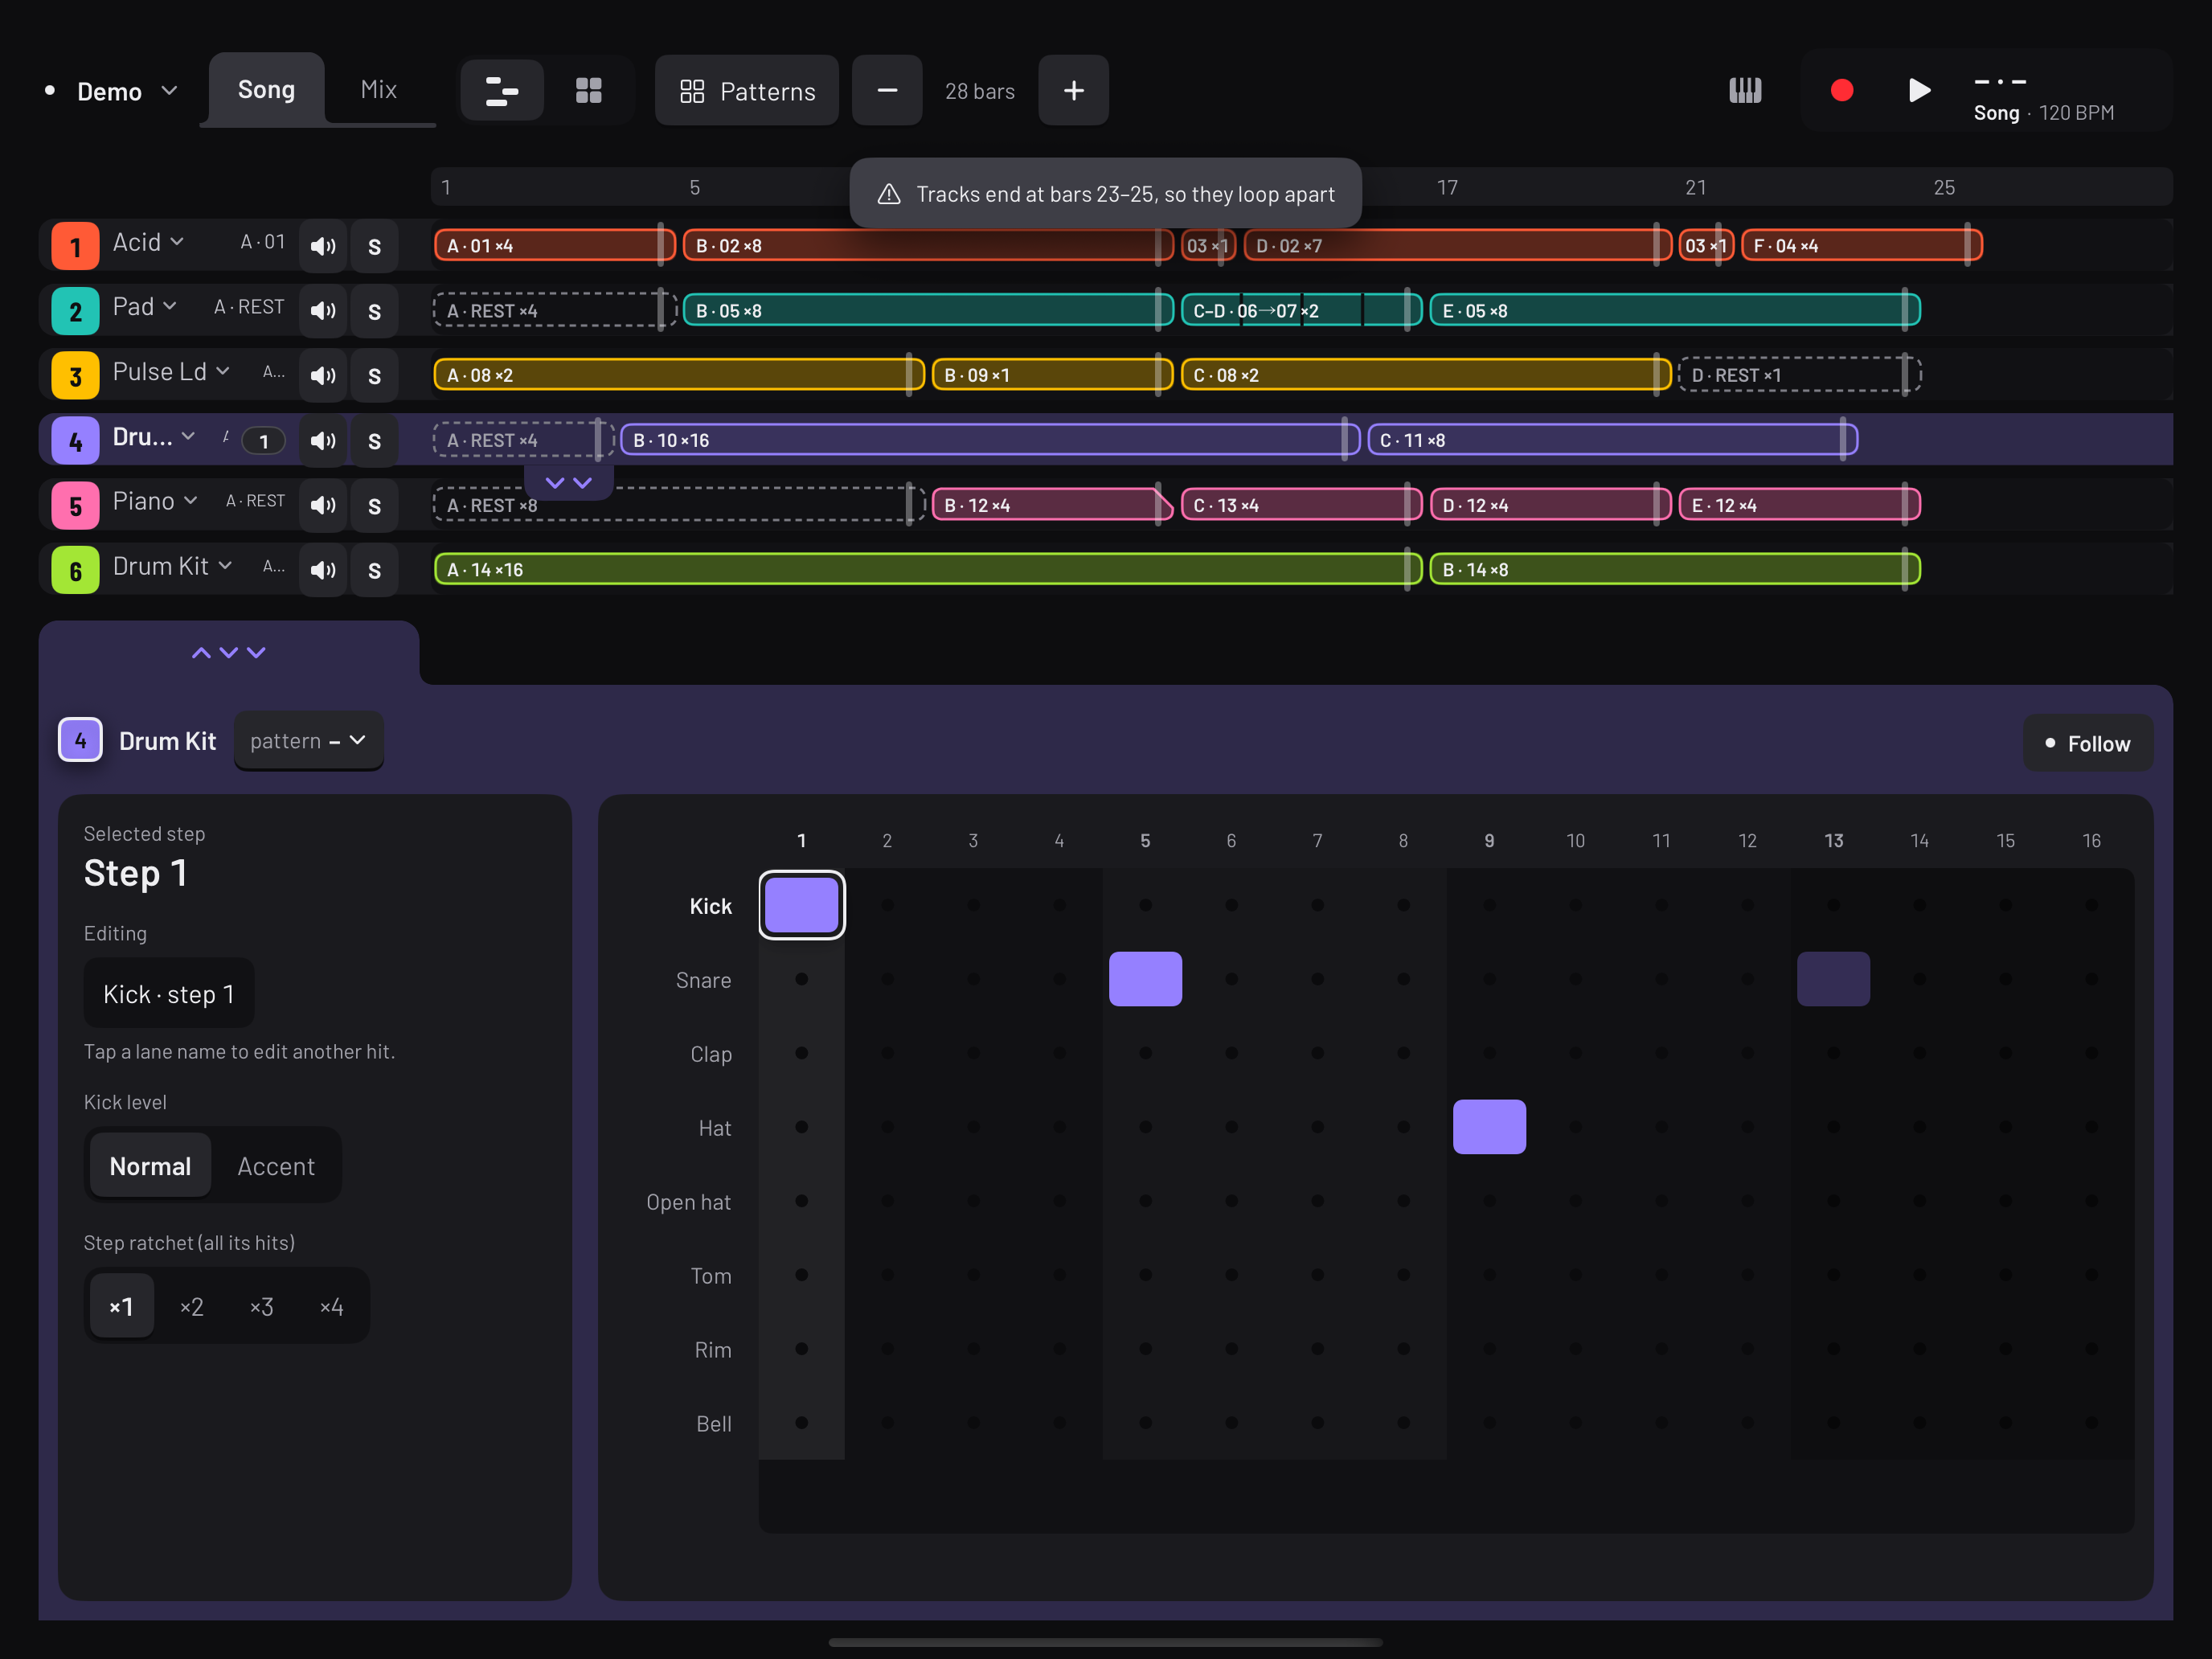 Demo Song Mix Patterns 28 bars
Song · 120 BPM
1 5 17 21 25
Tracks end at bars 23–25, so they loop apart
1 Acid A · 01 S A · 01 ×4 B · 02 ×8 03 ×1 D · 02 ×7 03 ×1 F · 04 ×4
2 Pad A · REST S A · REST ×4 B · 05 ×8 C–D · 06→07 ×2 E · 05 ×8
3 Pulse Ld A... S A · 08 ×2 B · 09 ×1 C · 08 ×2 D · REST ×1
4 Dru... 1 S A · REST ×4 B · 10 ×16 C · 11 ×8
5 Piano A · REST S A · REST ×8 B · 12 ×4 C · 13 ×4 D · 12 ×4 E · 12 ×4
6 Drum Kit A... S A · 14 ×16 B · 14 ×8
4 Drum Kit pattern – Follow
Selected step
Step 1
Editing
Kick · step 1
Tap a lane name to edit another hit.
Kick level
Normal Accent
Step ratchet (all its hits)
×1 ×2 ×3 ×4
1 2 3 4 5 6 7 8 9 10 11 12 13 14 15 16
Kick
Snare
Clap
Hat
Open hat
Tom
Rim
Bell